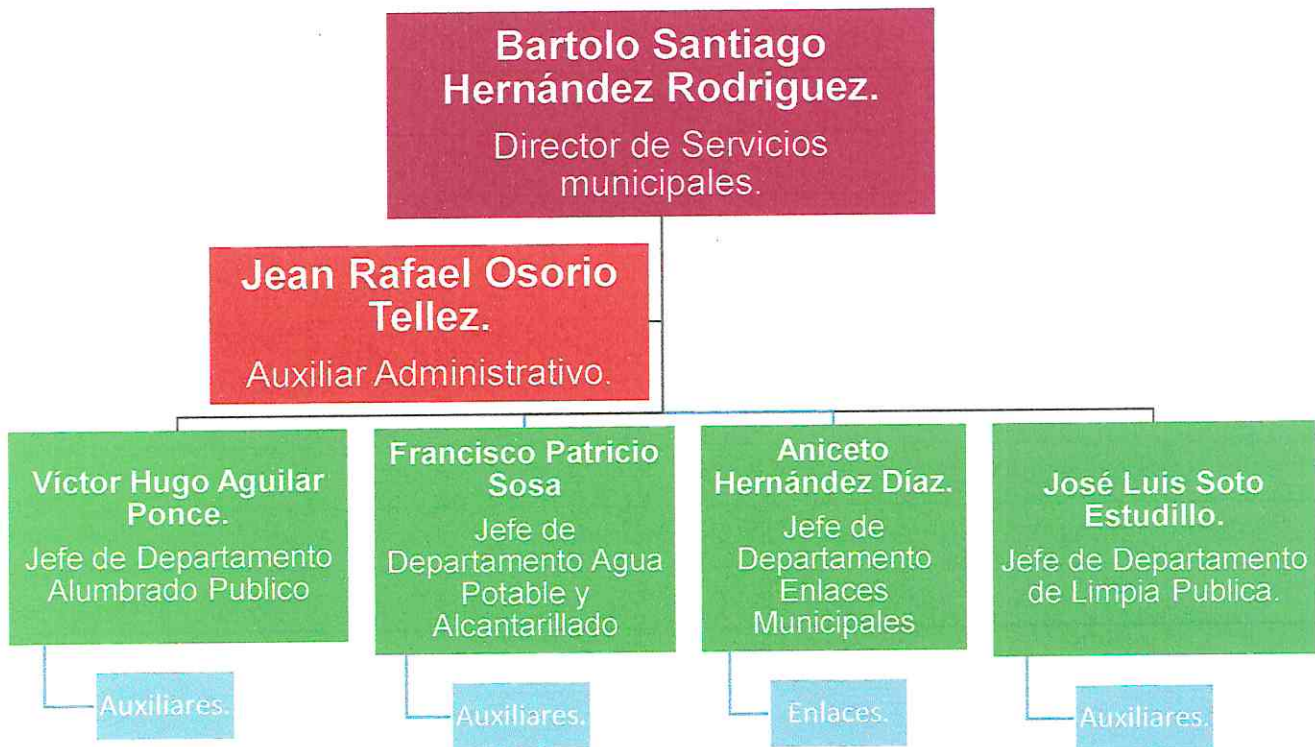 Bartolo Santiago
Hernández Rodriguez.
Director de Servicios
municipales.
Jean Rafael Osorio
Tellez.
Auxiliar Administrativo.
Víctor Hugo Aguilar
Ponce.
Jefe de Departamento
Alumbrado Publico
Francisco Patricio
Sosa
Jefe de
Departamento Agua
Potable y
Alcantarillado
Aniceto
Hernández Díaz.
Jefe de
Departamento
Enlaces
Municipales
José Luis Soto
Estudillo.
Jefe de Departamento
de Limpia Publica.
Auxiliares.
Auxiliares.
Enlaces.
Auxiliares.